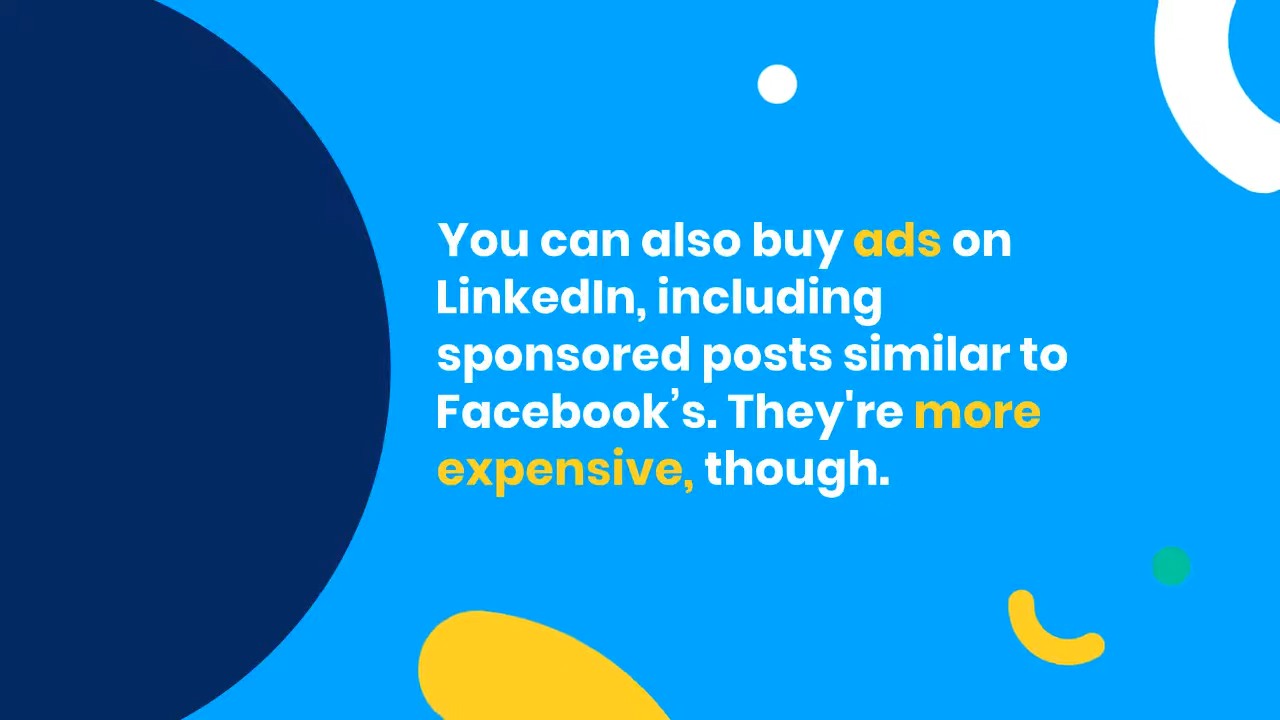 You can also buy ads on
LinkedIn, including
sponsored posts similar to
Facebook’s. They're more
expensive, though.